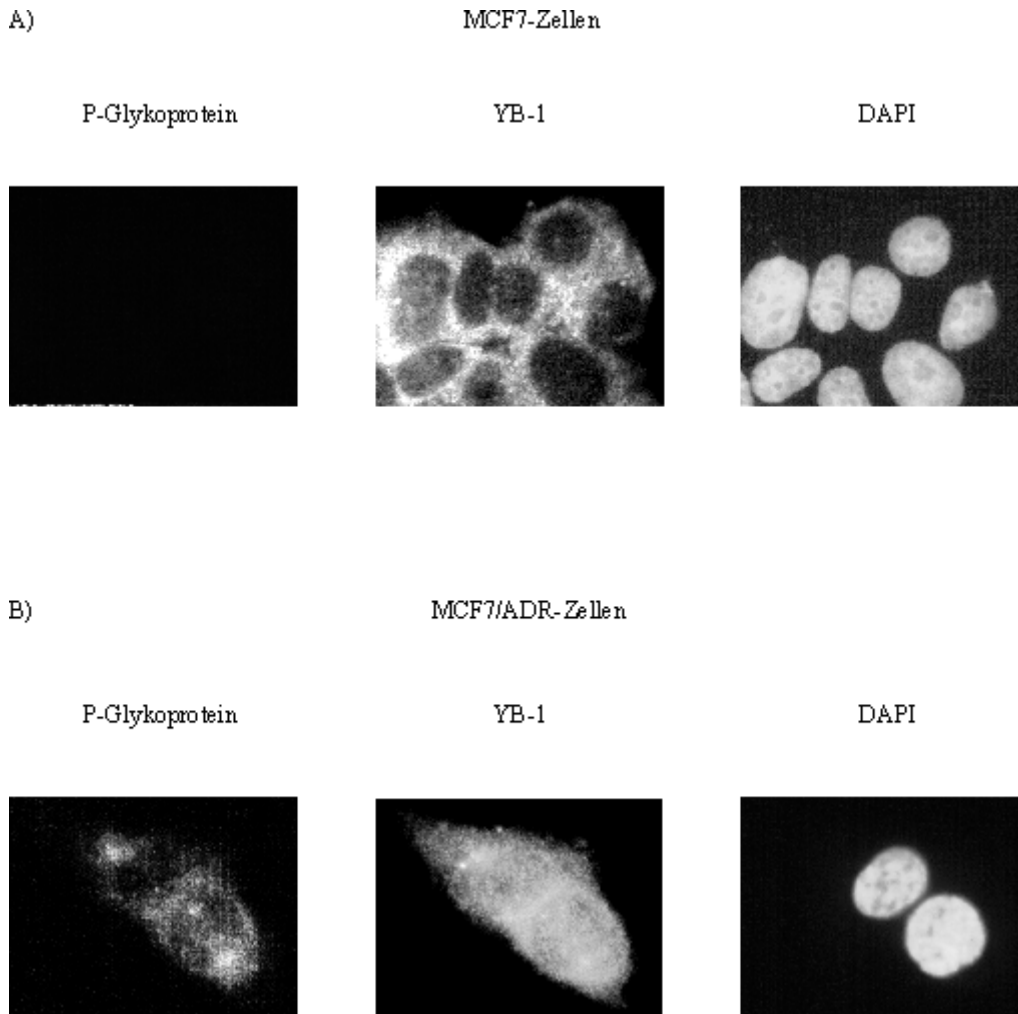 A) MCF7-Zellen
P-Glykoprotein YB-1 DAPI
B) MCF7/ADR-Zellen
P-Glykoprotein YB-1 DAPI